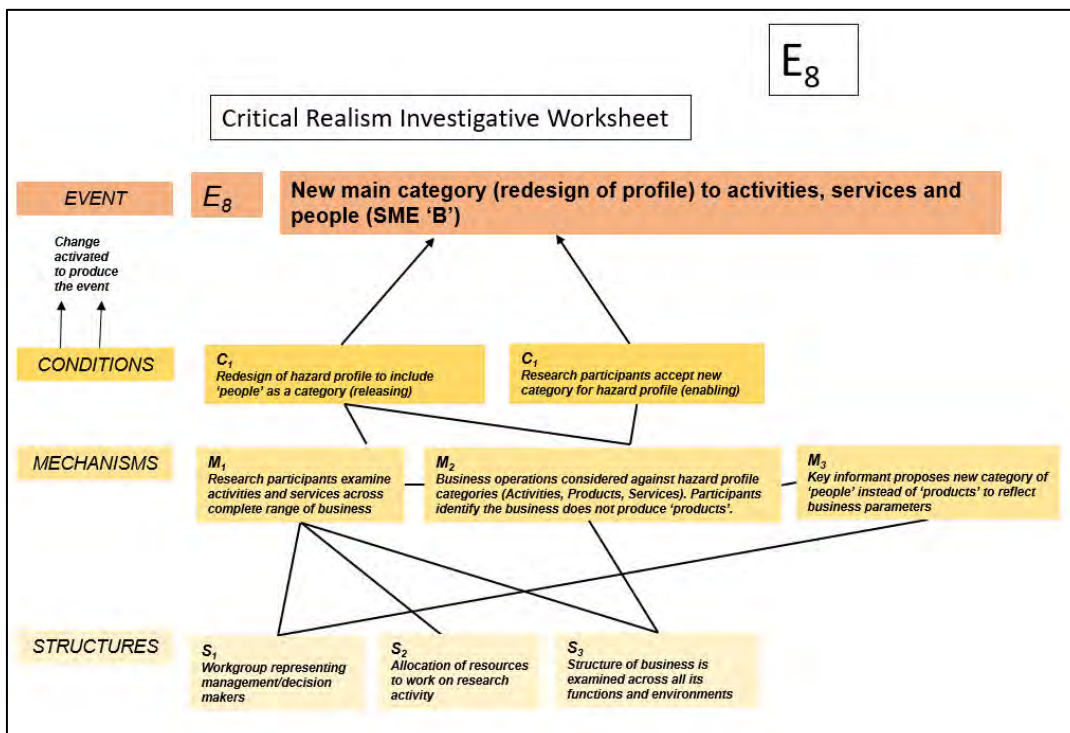 E8
Critical Realism Investigative Worksheet
EVENT
E8
New main category (redesign of profile) to activities, services and
people (SME ‘B’)
Change
activated
to produce
the event
CONDITIONS
C1
Redesign of hazard profile to include
‘people’ as a category (releasing)
C1
Research participants accept new
category for hazard profile (enabling)
MECHANISMS
M1
Research participants examine
activities and services across
complete range of business
M2
Business operations considered against hazard profile
categories (Activities, Products, Services). Participants
identify the business does not produce ‘products’.
M3
Key informant proposes new category of
‘people’ instead of ‘products’ to reflect
business parameters
STRUCTURES
S1
Workgroup representing
management/decision
makers
S2
Allocation of resources
to work on research
activity
S3
Structure of business is
examined across all its
functions and environments